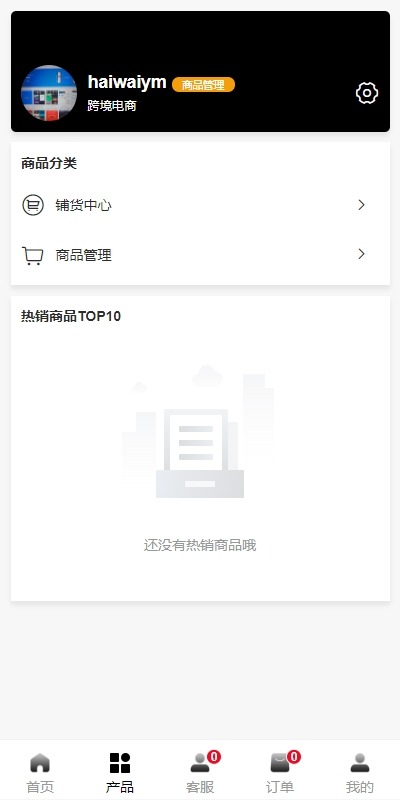 haiwaiym 商品管理
跨境电商
商品分类
铺货中心
商品管理
热销商品TOP10
还没有热销商品哦
0 0
首页 产品 客服 订单 我的